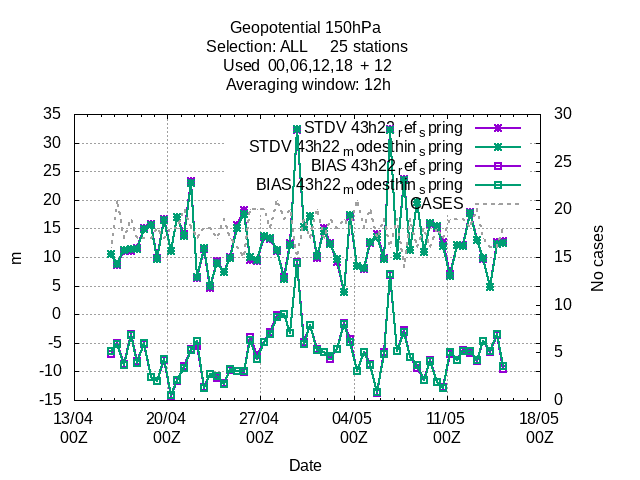 Geopotential 150hPa
Selection: ALL     25 stations
Used  00,06,12,18  + 12
Averaging window: 12h
STDV 43h22_ref_spring
STDV 43h22_modesthin_spring
BIAS 43h22_ref_spring
BIAS 43h22_modesthin_spring
CASES
35
30
25
20
15
10
5
0
-5
-10
-15
m
30
25
20
15
10
5
0
No cases
13/04 20/04 27/04 04/05 11/05 18/05
00Z 00Z 00Z 00Z 00Z 00Z
Date